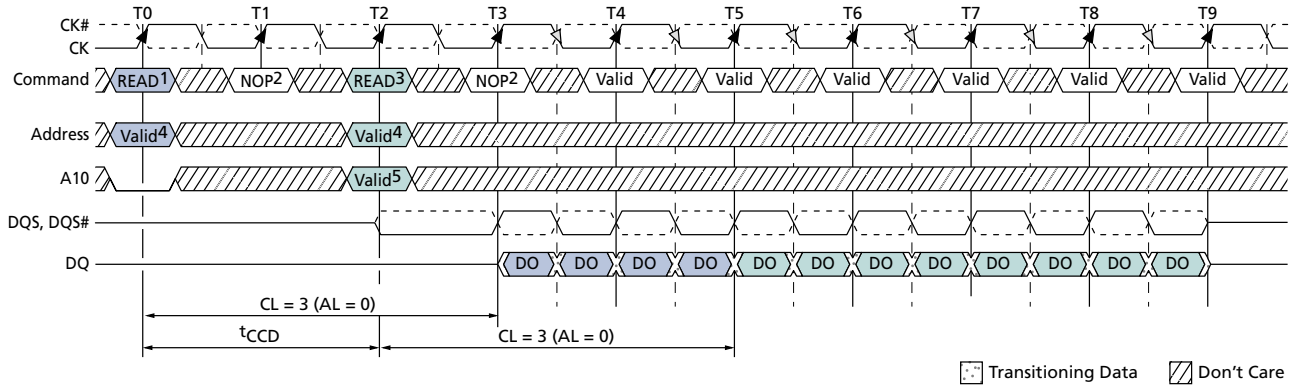 T0 T1 T2 T3 T4 T5 T6 T7 T8 T9
CK#
CK
Command READ1 NOP2 READ3 NOP2 Valid Valid Valid Valid Valid Valid
Address Valid4 Valid4
A10 Valid5
DQS, DQS#
DQ DO DO DO DO DO DO DO DO DO DO DO DO
CL = 3 (AL = 0)
tCCD CL = 3 (AL = 0)
Transitioning Data Don't Care